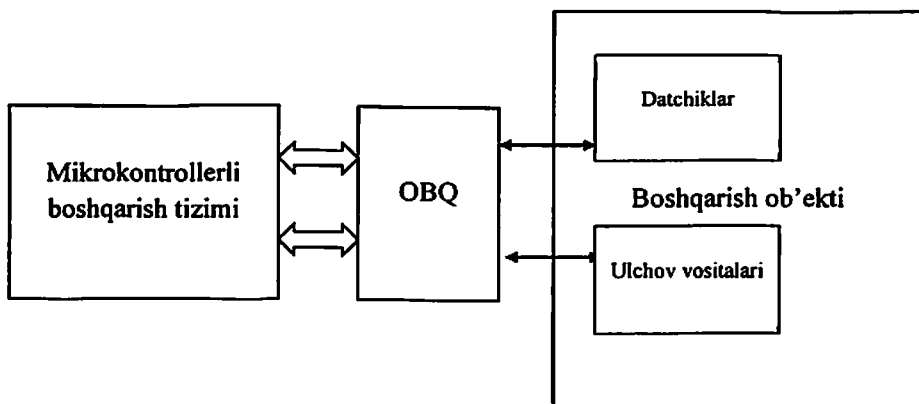 Mikrokontrollerli
boshqarish tizimi
OBQ
Datchiklar
Boshqarish ob'ekti
Ulchov vositalari